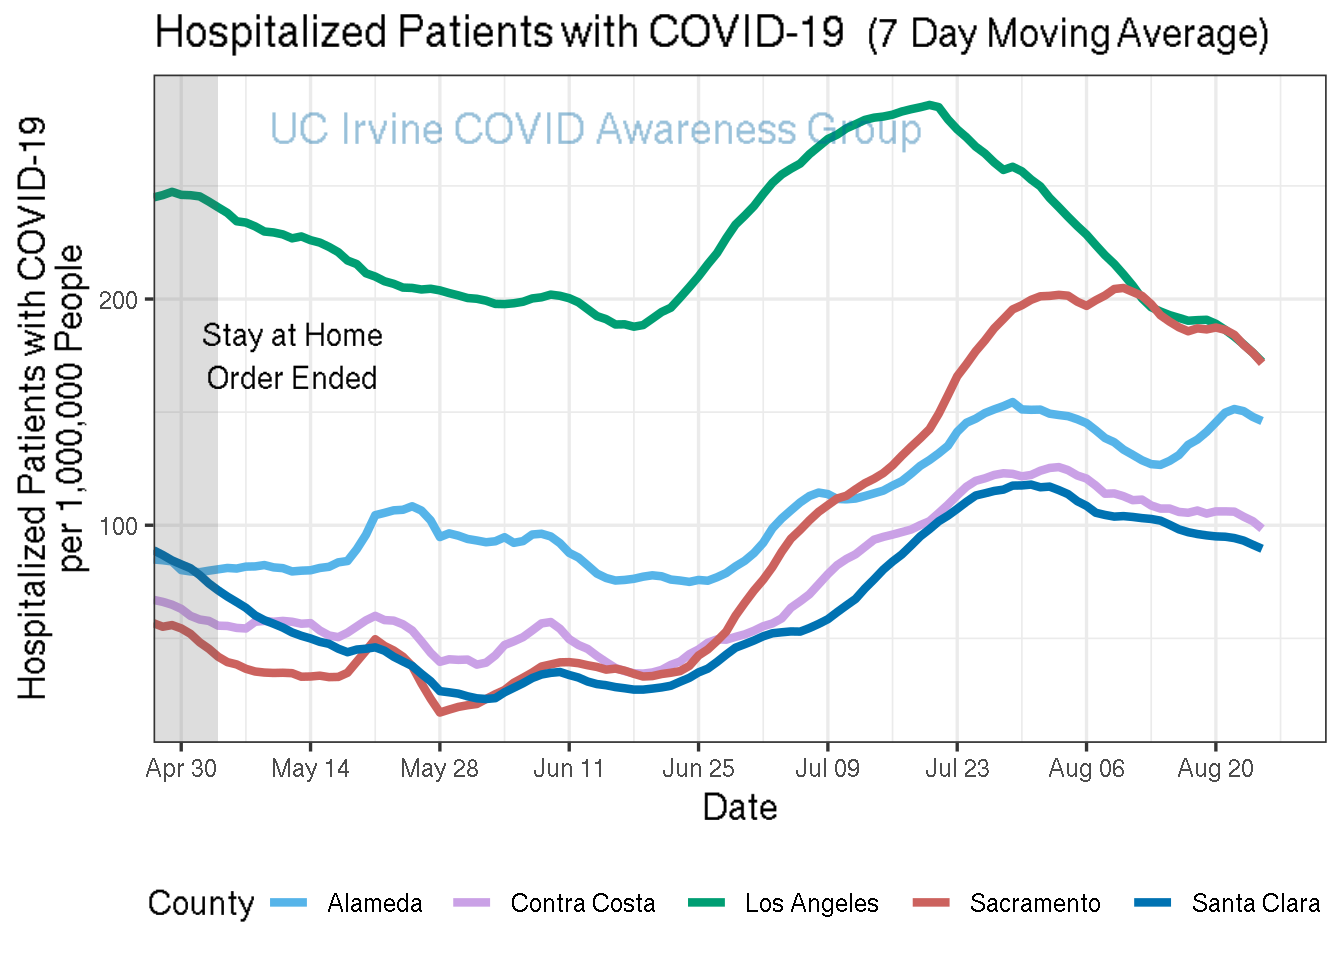 Hospitalized Patients with COVID-19 (7 Day Moving Average)
UC Irvine COVID Awareness Group
Hospitalized Patients with COVID-19
per 1,000,000 People
200
100
Stay at Home
Order Ended
Apr 30 May 14 May 28 Jun 11 Jun 25 Jul 09 Jul 23 Aug 06 Aug 20
Date
County Alameda Contra Costa Los Angeles Sacramento Santa Clara